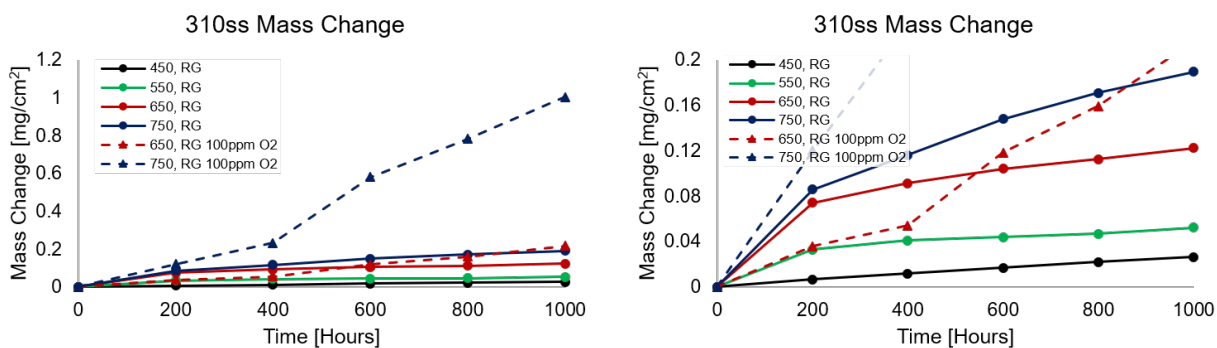 310ss Mass Change
Mass Change [mg/cm²]
1.2
1
0.8
0.6
0.4
0.2
0
450, RG
550, RG
650, RG
750, RG
650, RG 100ppm O2
750, RG 100ppm O2
0 200 400 600 800 1000
Time [Hours]
310ss Mass Change
Mass Change [mg/cm²]
0.2
0.16
0.12
0.08
0.04
0
450, RG
550, RG
650, RG
750, RG
650, RG 100ppm O2
750, RG 100ppm O2
0 200 400 600 800 1000
Time [Hours]